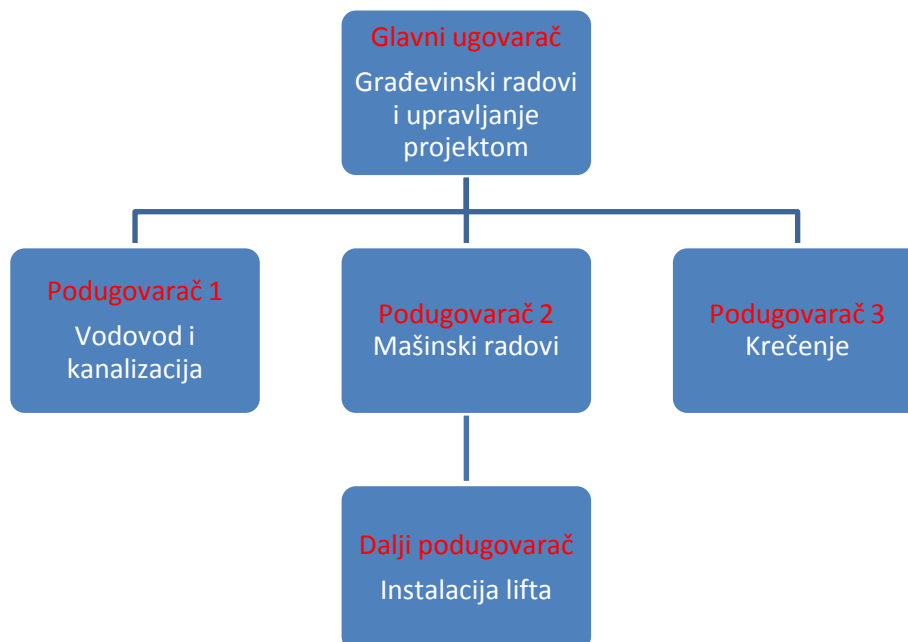 Glavni ugovarač
Građevinski radovi
i upravljanje
projektom
Podugovarač 1
Vodovod i
kanalizacija
Podugovarač 2
Mašinski radovi
Podugovarač 3
Krečenje
Dalji podugovarač
Instalacija lifta